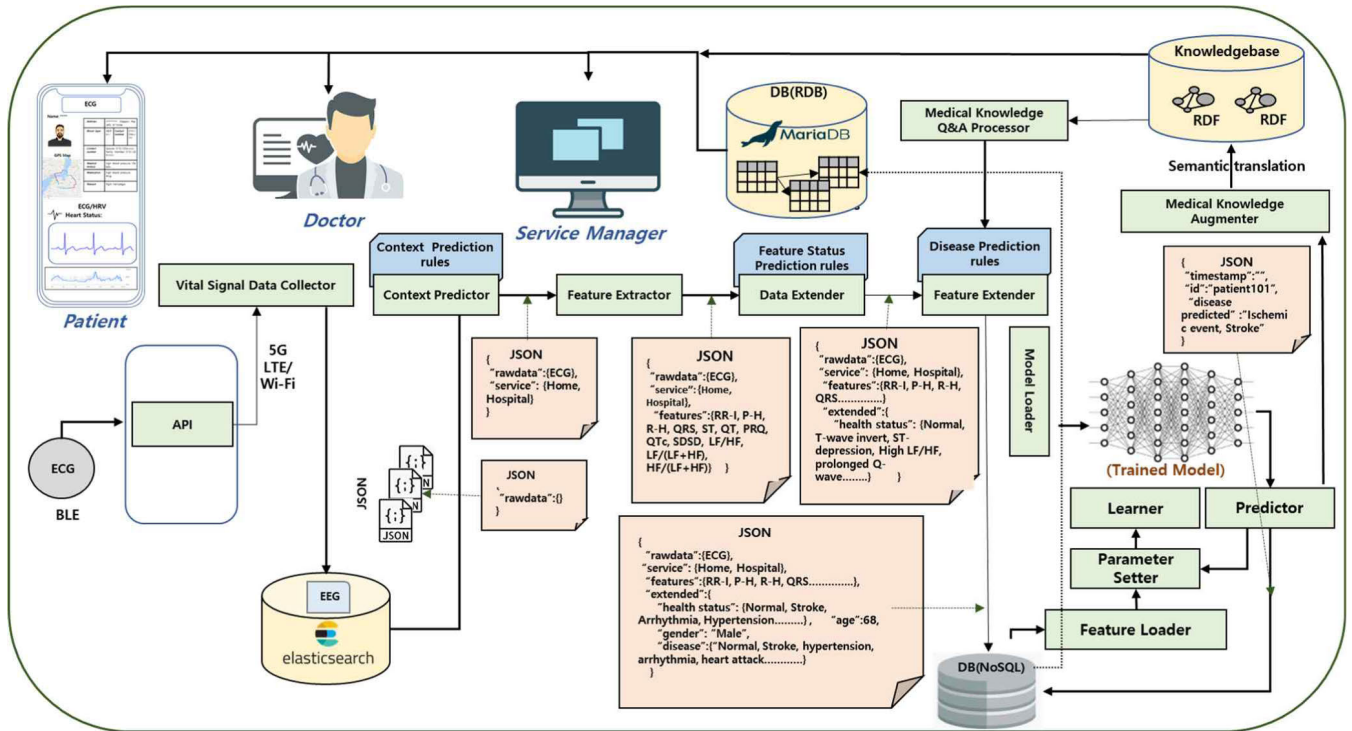 Knowledgebase
RDF
RDF
Semantic translation
Medical Knowledge
Augmenter
Medical Knowledge
Q&A Processor
DB(RDB)
MariaDB
ECG
Name
GPS Map
ECG/HRV
Heart Status:
Patient
Doctor
Service Manager
Vital Signal Data Collector
Context Prediction
rules
Context Predictor
Feature Extractor
Feature Status
Prediction rules
Data Extender
Disease Prediction
rules
Feature Extender
5G
LTE/
Wi-Fi
API
ECG
BLE
EEG
elasticsearch
JSON
JSON
JSON
{
"rawdata":{}
}
JSON
{
"rawdata":{ECG},
"service": {Home,
Hospital}
}
JSON
{
"rawdata":{ECG},
"service":{Home,
Hospital},
"features":{RR-I, P-H,
R-H, QRS, ST, QT, PRQ,
QTc, SDSD, LF/HF,
LF/(LF+HF),
HF/(LF+HF)} }
JSON
{
"rawdata":{ECG},
"service": {Home, Hospital},
"features":{RR-I, P-H, R-H,
QRS.............}
"extended":{
"health status": {Normal,
T-wave invert, ST-
depression, High LF/HF,
prolonged Q-
wave........} }
JSON
{
"rawdata":{ECG},
"service": {Home, Hospital},
"features":{RR-I, P-H, R-H, QRS..............},
"extended":{
"health status": {Normal, Stroke,
Arrhythmia, Hypertension.........} , "age":68,
"gender": "Male",
"disease":{"Normal, Stroke, hypertension,
arrhythmia, heart attack............}
}
JSON
{
"timestamp":"",
"id":"patient101",
"disease
predicted" :"Ischemi
c event, Stroke"
}
Model Loader
(Trained Model)
Learner
Predictor
Parameter
Setter
Feature Loader
DB(NoSQL)